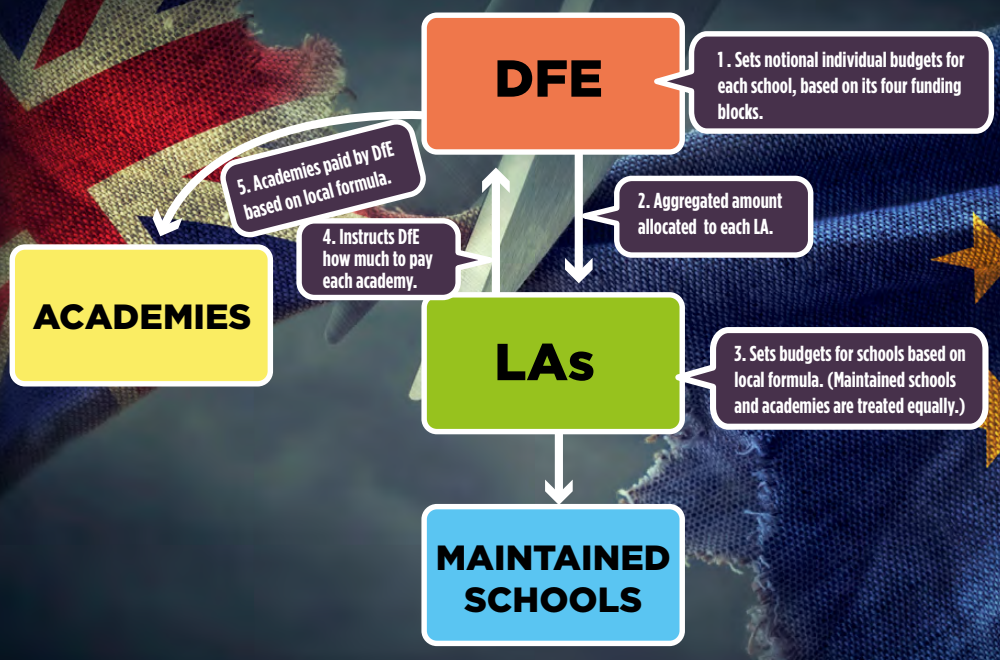 DFE
1. Sets notional individual budgets for
each school, based on its four funding
blocks.
5. Academies paid by DfE
based on local formula.
2. Aggregated amount
allocated to each LA.
4. Instructs DfE
how much to pay
each academy.
ACADEMIES
LAs
3. Sets budgets for schools based on
local formula. (Maintained schools
and academies are treated equally.)
MAINTAINED
SCHOOLS